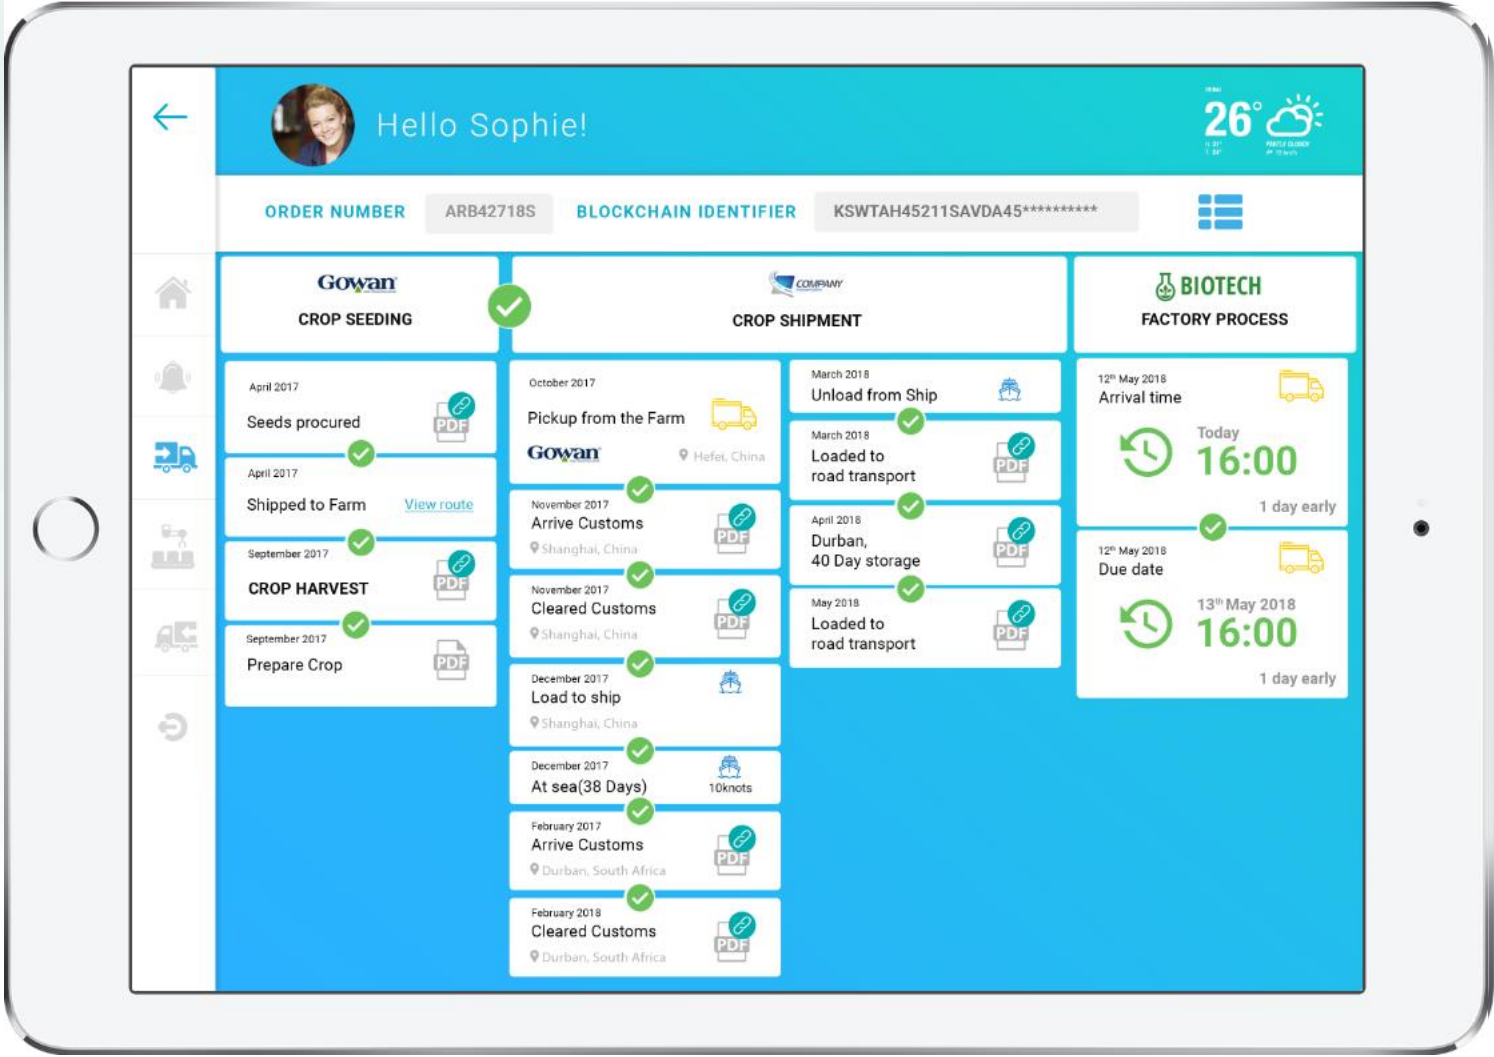 Hello Sophie!
26°
PARTLY CLOUDY
ORDER NUMBER
ARB42718S
BLOCKCHAIN IDENTIFIER
KSWTAH45211SAVDA45**********
Gowan
CROP SEEDING
COMPANY
CROP SHIPMENT
BIOTECH
FACTORY PROCESS
April 2017
Seeds procured
PDF
April 2017
Shipped to Farm
View route
September 2017
CROP HARVEST
PDF
September 2017
Prepare Crop
PDF
October 2017
Pickup from the Farm
Gowan
Hefei, China
November 2017
Arrive Customs
Shanghai, China
PDF
November 2017
Cleared Customs
Shanghai, China
PDF
December 2017
Load to ship
Shanghai, China
December 2017
At sea(38 Days)
10knots
February 2017
Arrive Customs
Durban, South Africa
PDF
February 2018
Cleared Customs
Durban, South Africa
PDF
March 2018
Unload from Ship
March 2018
Loaded to
road transport
PDF
April 2018
Durban,
40 Day storage
PDF
May 2018
Loaded to
road transport
PDF
12th May 2018
Arrival time
Today
16:00
1 day early
12th May 2018
Due date
13th May 2018
16:00
1 day early